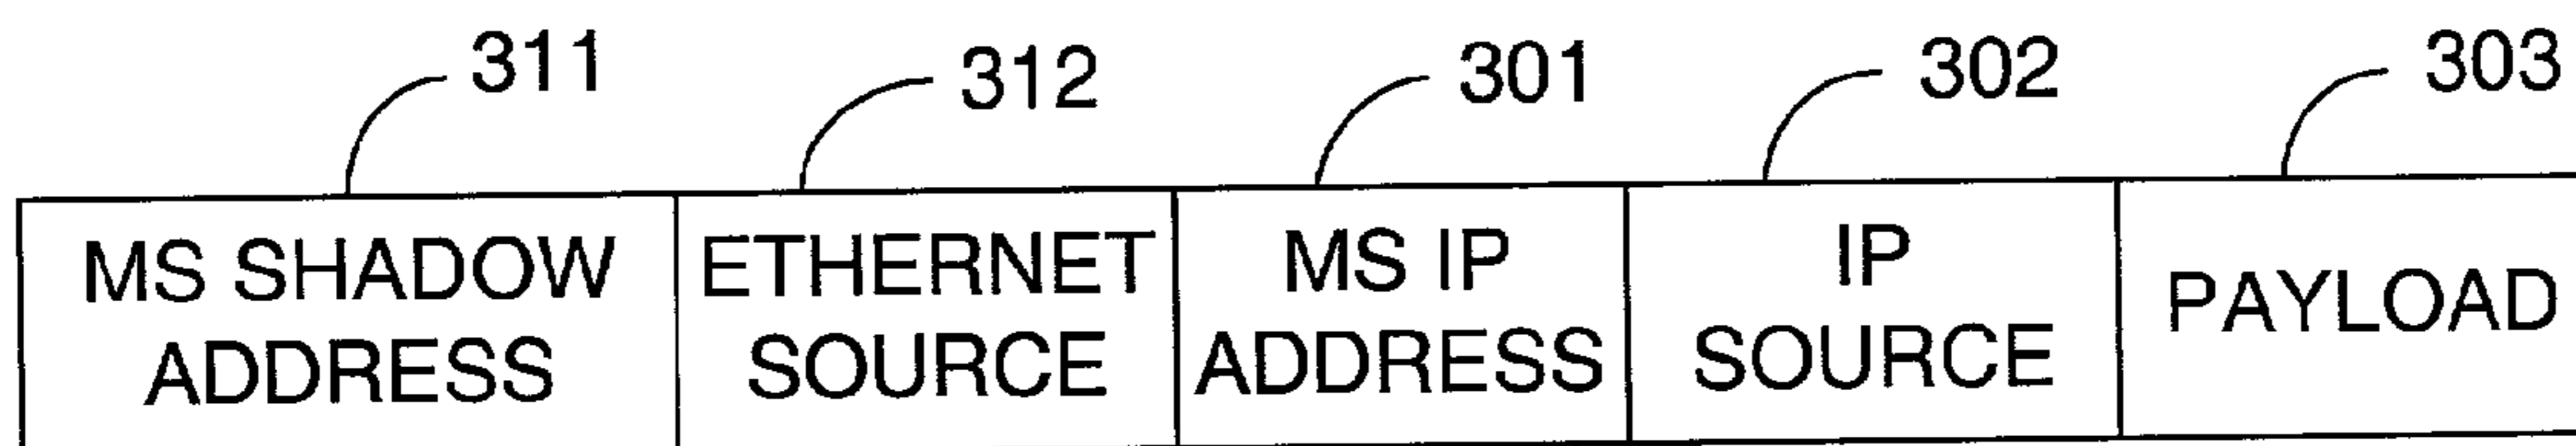 311 312 301 302 303
MS SHADOW ADDRESS
ETHERNET SOURCE
MS IP ADDRESS
IP SOURCE
PAYLOAD